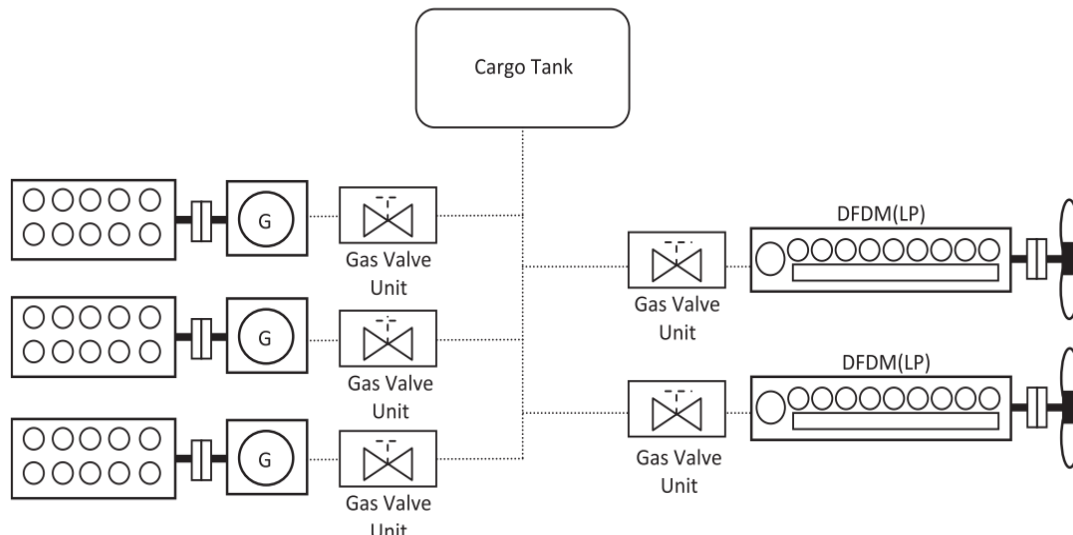 Cargo Tank
G
Gas Valve
Unit
DFDM(LP)
Gas Valve
Unit
G
Gas Valve
Unit
DFDM(LP)
Gas Valve
Unit
G
Gas Valve
Unit